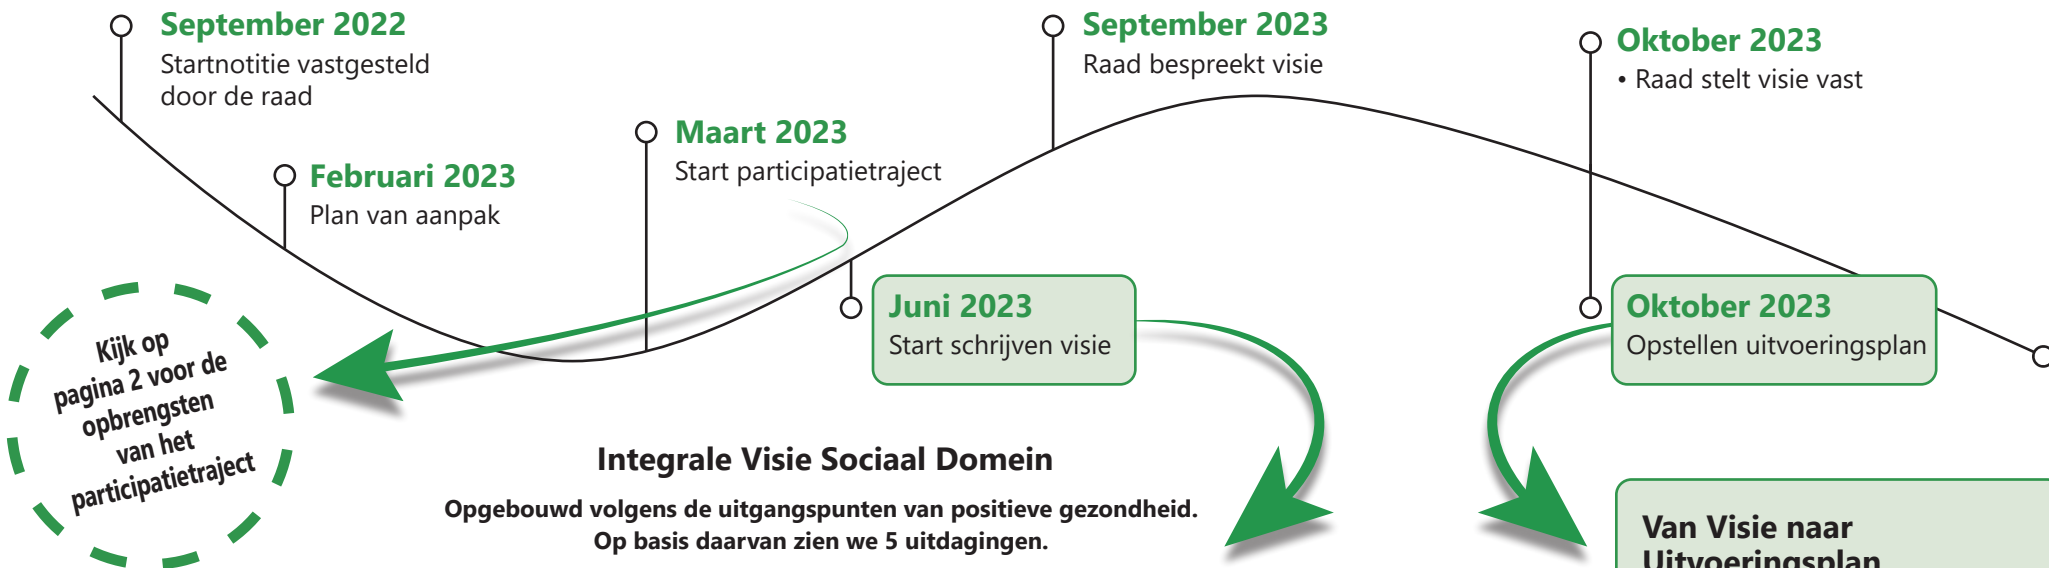 September 2022
Startnotitie vastgesteld
door de raad
Februari 2023
Plan van aanpak
Maart 2023
Start participatietraject
Juni 2023
Start schrijven visie
September 2023
Raad bespreekt visie
Oktober 2023
• Raad stelt visie vast
Oktober 2023
Opstellen uitvoeringsplan
Kijk op
pagina 2 voor de
opbrengsten
van het
participatietraject
Integrale Visie Sociaal Domein
Opgebouwd volgens de uitgangspunten van positieve gezondheid.
Op basis daarvan zien we 5 uitdagingen.
Van Visie naar
Uitvoeringsplan